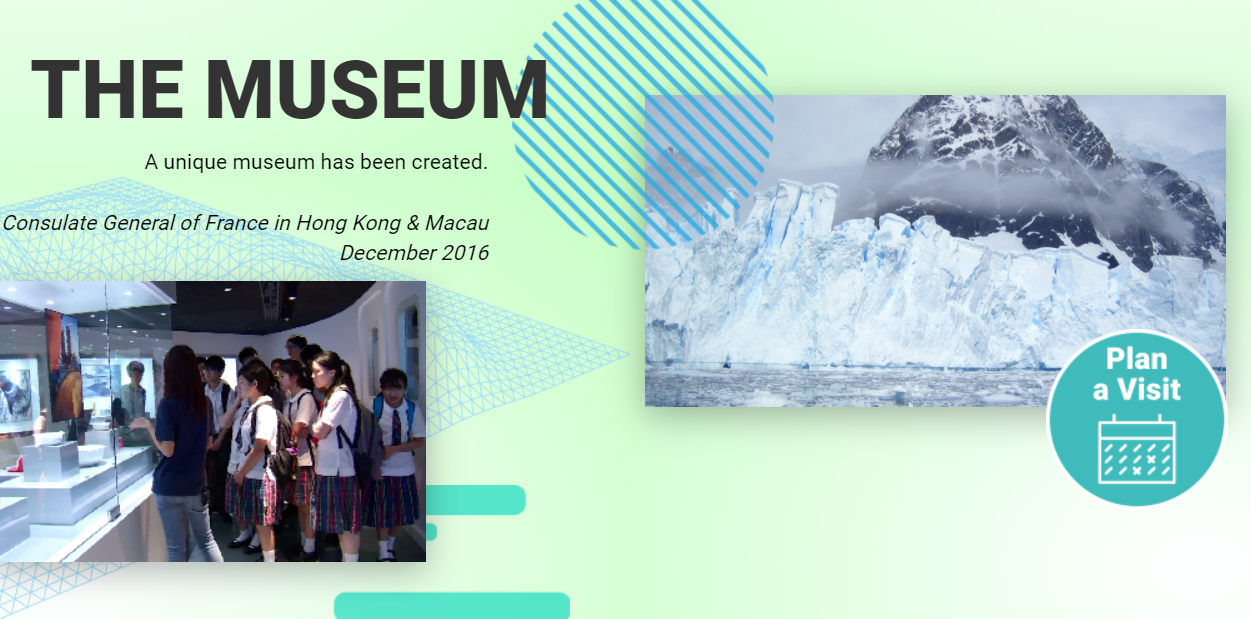 THE MUSEUM
A unique museum has been created.
Consulate General of France in Hong Kong & Macau
December 2016
Plan
a Visit